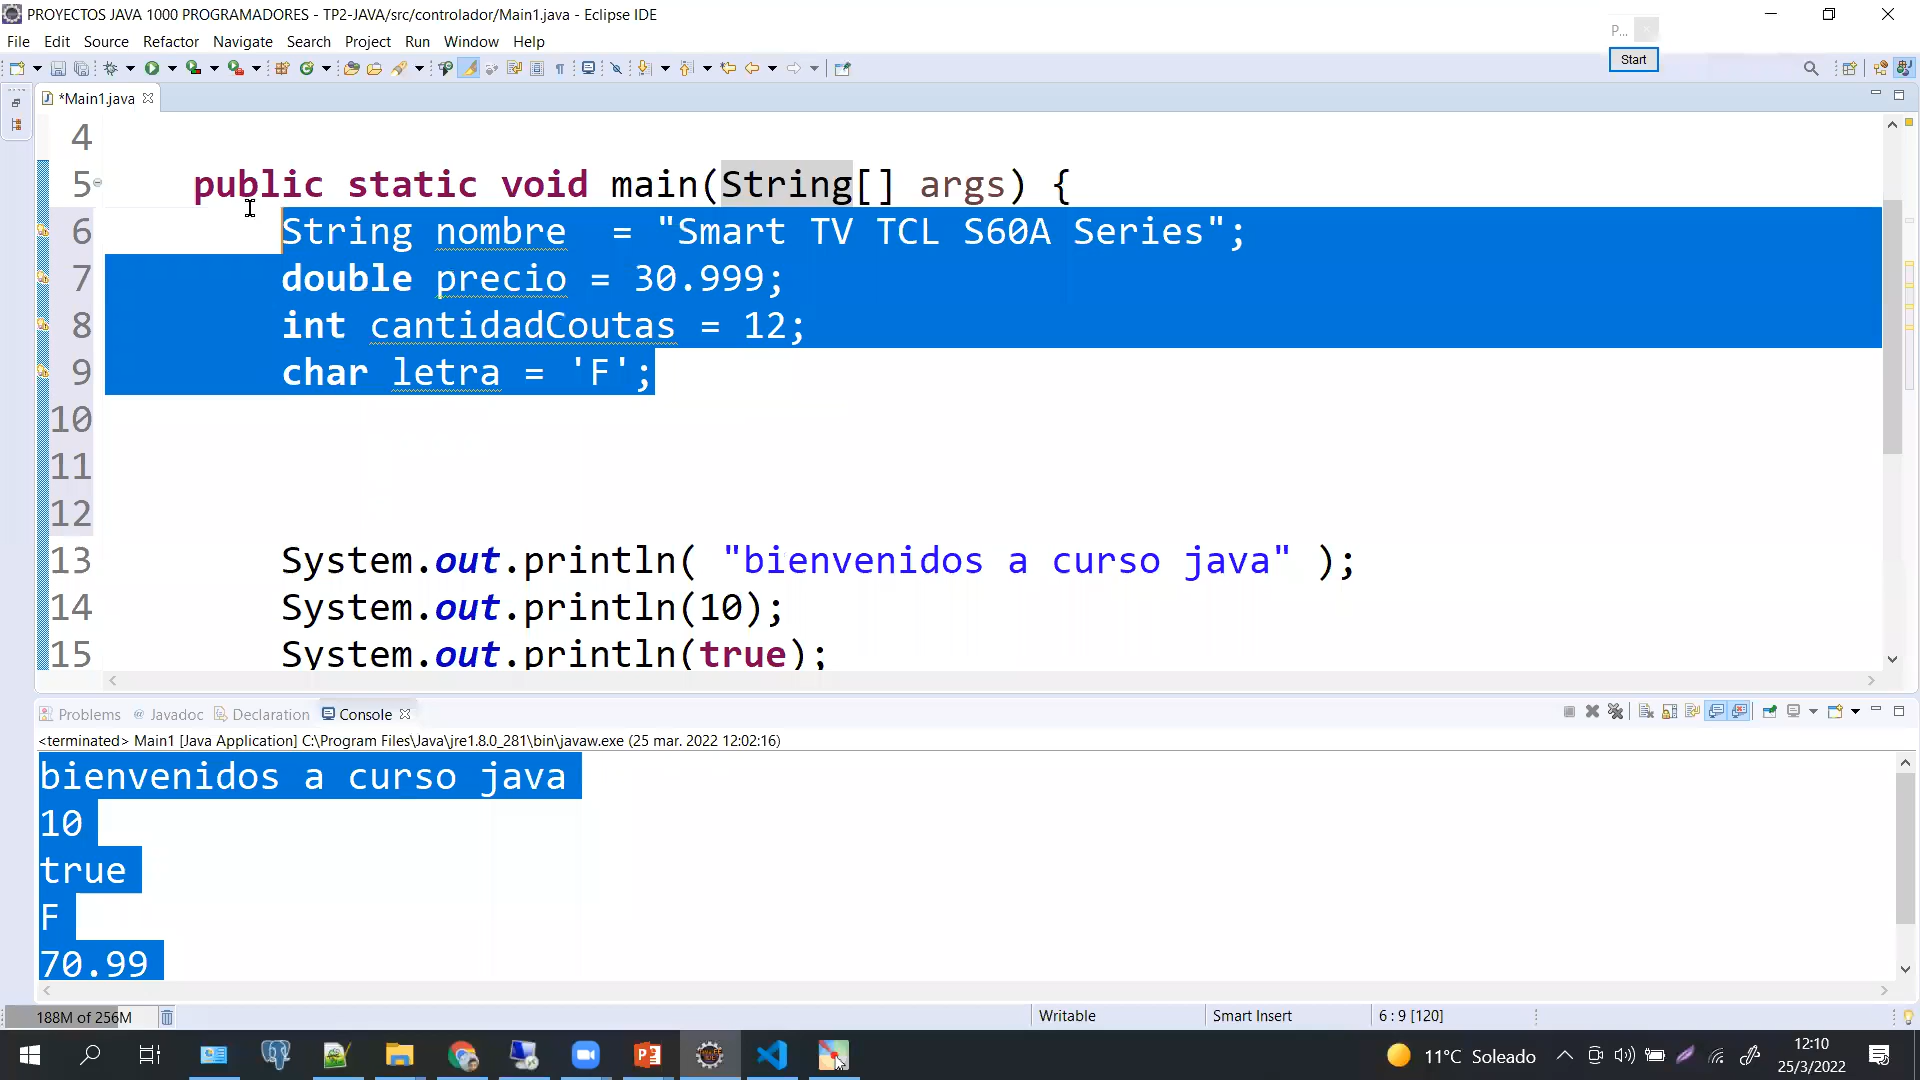 PROYECTOS JAVA 1000 PROGRAMADORES - TP2-JAVA/src/controlador/Main1.java - Eclipse IDE
P...
File Edit Source Refactor Navigate Search Project Run Window Help
Start
*Main1.java
4
5 public static void main(String[] args) {
6 String nombre  = "Smart TV TCL S60A Series";
7 double precio = 30.999;
8 int cantidadCoutas = 12;
9 char letra = 'F';
10
11
12
13 System.out.println( "bienvenidos a curso java" );
14 System.out.println(10);
15 System.out.println(true);
Problems @ Javadoc Declaration Console
<terminated> Main1 [Java Application] C:\Program Files\Java\jre1.8.0_281\bin\javaw.exe (25 mar. 2022 12:02:16)
bienvenidos a curso java
10
true
F
70.99
188M of 256M Writable Smart Insert 6 : 9 [120]
11°C Soleado
12:10
25/3/2022